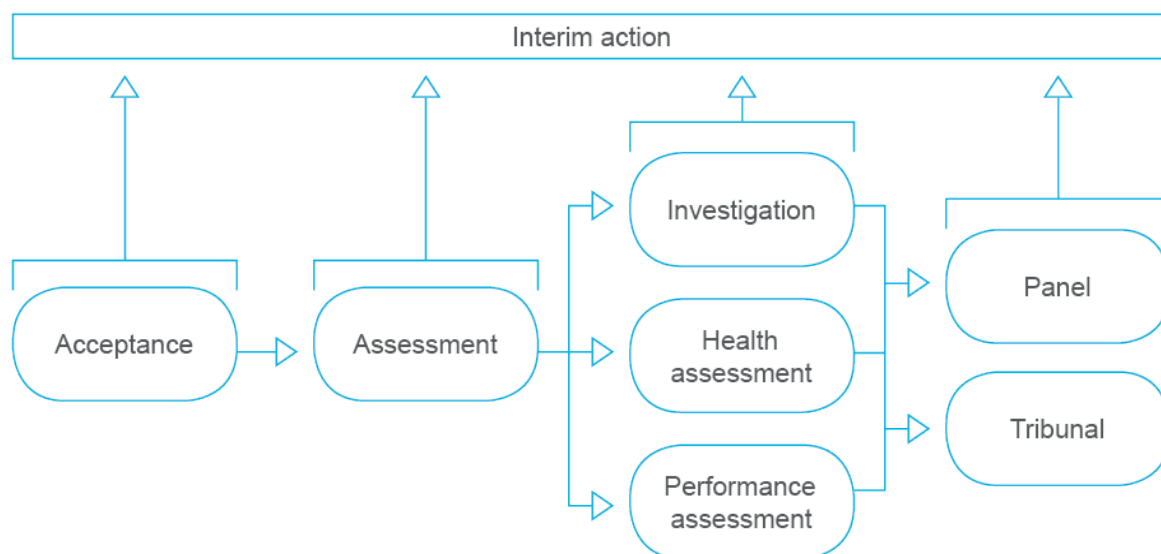 Interim action
Acceptance
Assessment
Investigation
Health
assessment
Performance
assessment
Panel
Tribunal